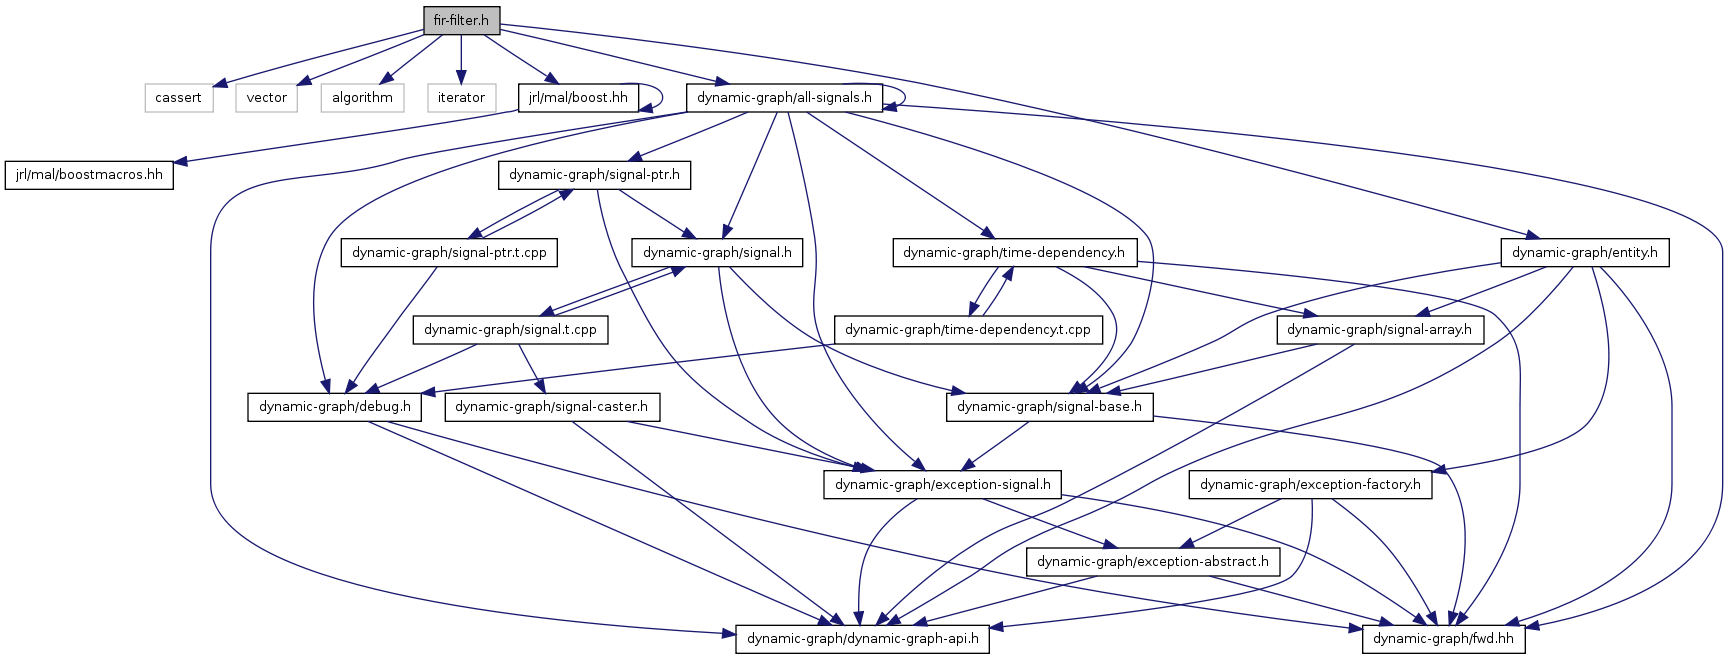 fir-filter.h
cassert
vector
algorithm
iterator
jrl/mal/boost.hh
dynamic-graph/all-signals.h
jrl/mal/boostmacros.hh
dynamic-graph/signal-ptr.h
dynamic-graph/signal-ptr.t.cpp
dynamic-graph/signal.h
dynamic-graph/time-dependency.h
dynamic-graph/entity.h
dynamic-graph/signal.t.cpp
dynamic-graph/time-dependency.t.cpp
dynamic-graph/signal-array.h
dynamic-graph/debug.h
dynamic-graph/signal-caster.h
dynamic-graph/signal-base.h
dynamic-graph/exception-signal.h
dynamic-graph/exception-factory.h
dynamic-graph/exception-abstract.h
dynamic-graph/dynamic-graph-api.h
dynamic-graph/fwd.hh